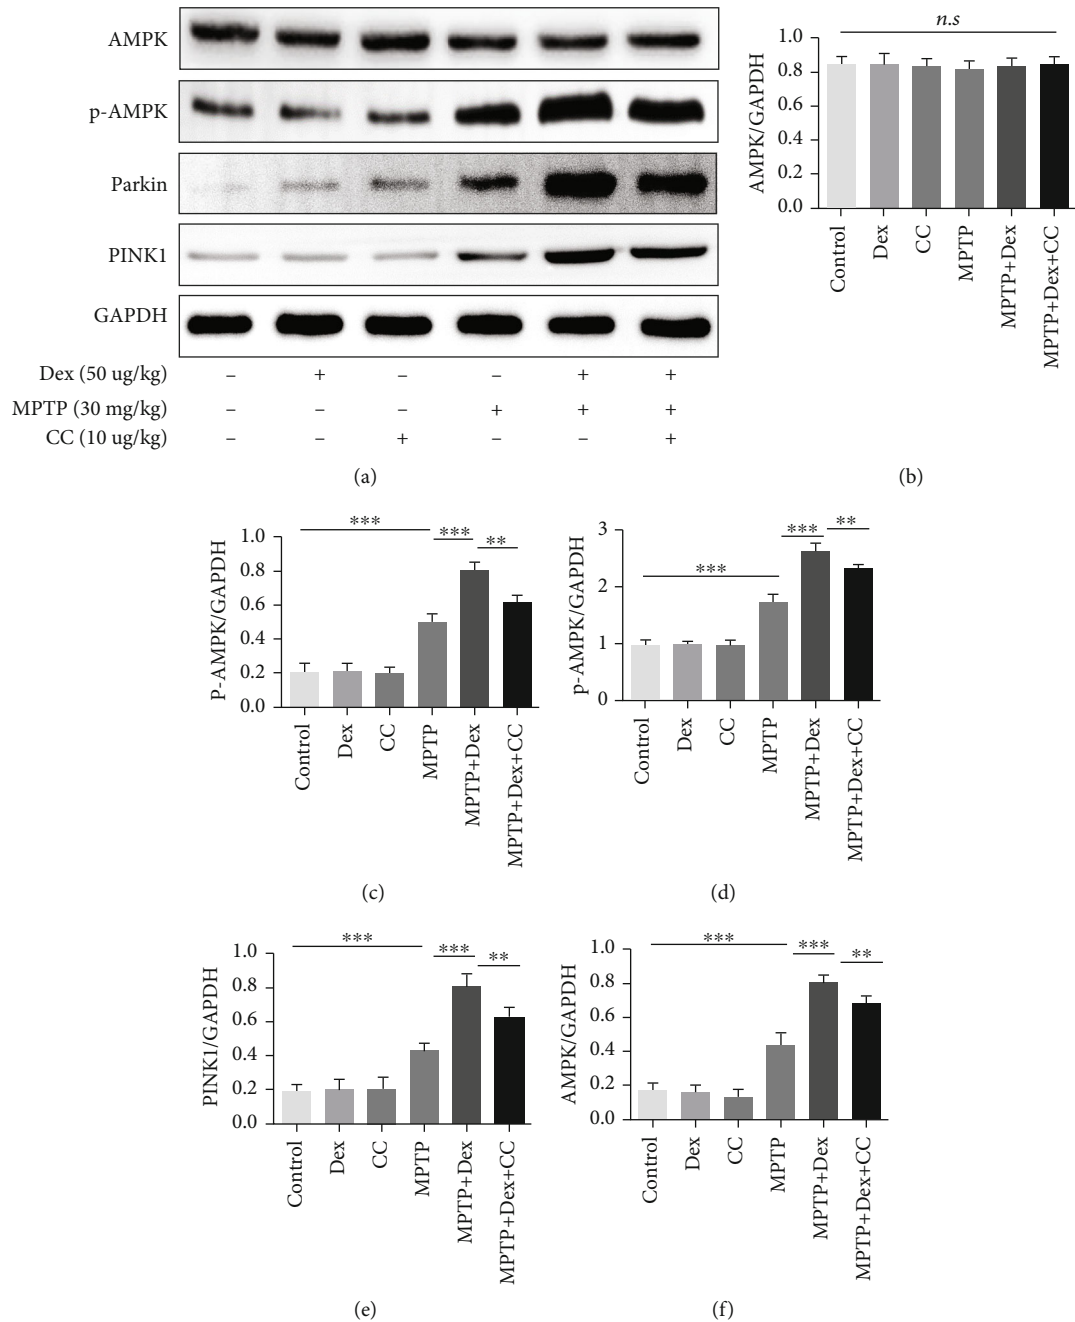 AMPK
p-AMPK
Parkin
PINK1
GAPDH
Dex (50 ug/kg) – + – – + +
MPTP (30 mg/kg) – – – + + +
CC (10 ug/kg) – – + – – +
(a)
n.s
AMPK/GAPDH
1.0
0.8
0.6
0.4
0.2
0.0
Control
Dex
CC
MPTP
MPTP+Dex
MPTP+Dex+CC
(b)
*** *** **
P-AMPK/GAPDH
1.0
0.8
0.6
0.4
0.2
0.0
Control
Dex
CC
MPTP
MPTP+Dex
MPTP+Dex+CC
(c)
*** *** **
p-AMPK/GAPDH
3
2
1
0
Control
Dex
CC
MPTP
MPTP+Dex
MPTP+Dex+CC
(d)
*** *** **
PINK1/GAPDH
1.0
0.8
0.6
0.4
0.2
0.0
Control
Dex
CC
MPTP
MPTP+Dex
MPTP+Dex+CC
(e)
*** *** **
AMPK/GAPDH
1.0
0.8
0.6
0.4
0.2
0.0
Control
Dex
CC
MPTP
MPTP+Dex
MPTP+Dex+CC
(f)